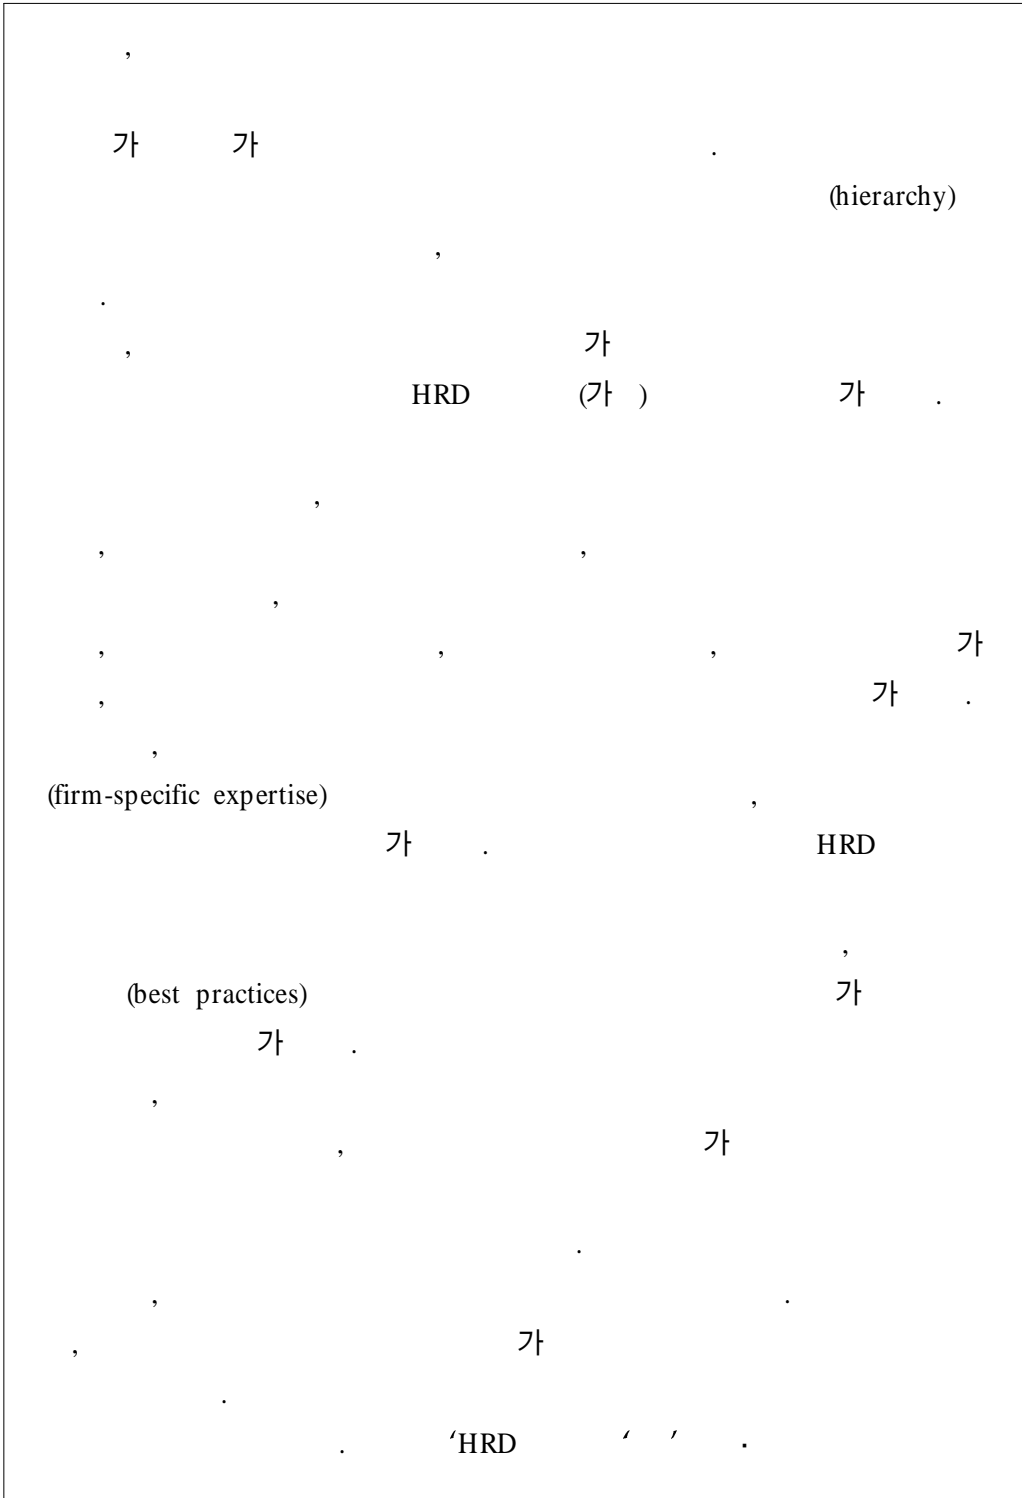 ,
가 가 .
(hierarchy)
,
.
, 가
HRD (가 ) 가 .
,
, ,
,
, , , 가
, 가 .
,
(firm-specific expertise) ,
가 . HRD
,
(best practices) 가
가 .
,
, 가
.
, .
, 가
.
. ‘HRD ‘ ’ ·